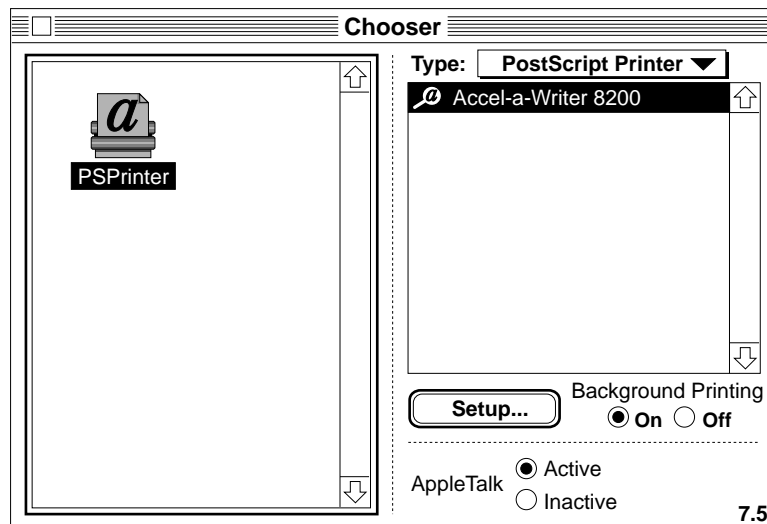 Chooser
PSPrinter
Type: PostScript Printer
Accel-a-Writer 8200
Setup...
Background Printing
On Off
AppleTalk
Active
Inactive
7.5